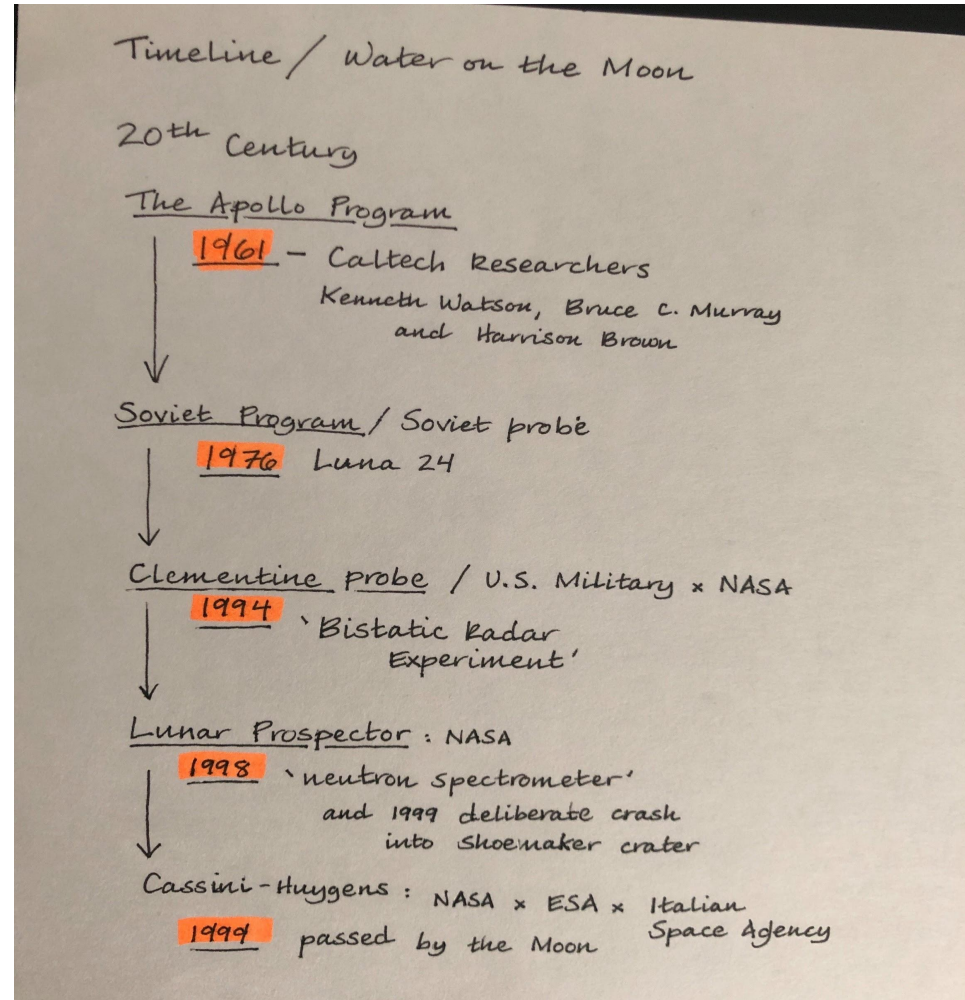 Timeline / Water on the Moon
20th Century
The Apollo Program
1961 - Caltech Researchers
Kenneth Watson, Bruce C. Murray
and Harrison Brown
Soviet Program / Soviet probe
1976 Luna 24
Clementine probe / U.S. Military x NASA
1994 'Bistatic Radar
Experiment'
Lunar Prospector : NASA
1998 'neutron spectrometer'
and 1999 deliberate crash
into Shoemaker crater
Cassini-Huygens : NASA x ESA x Italian
Space Agency
1999 passed by the Moon